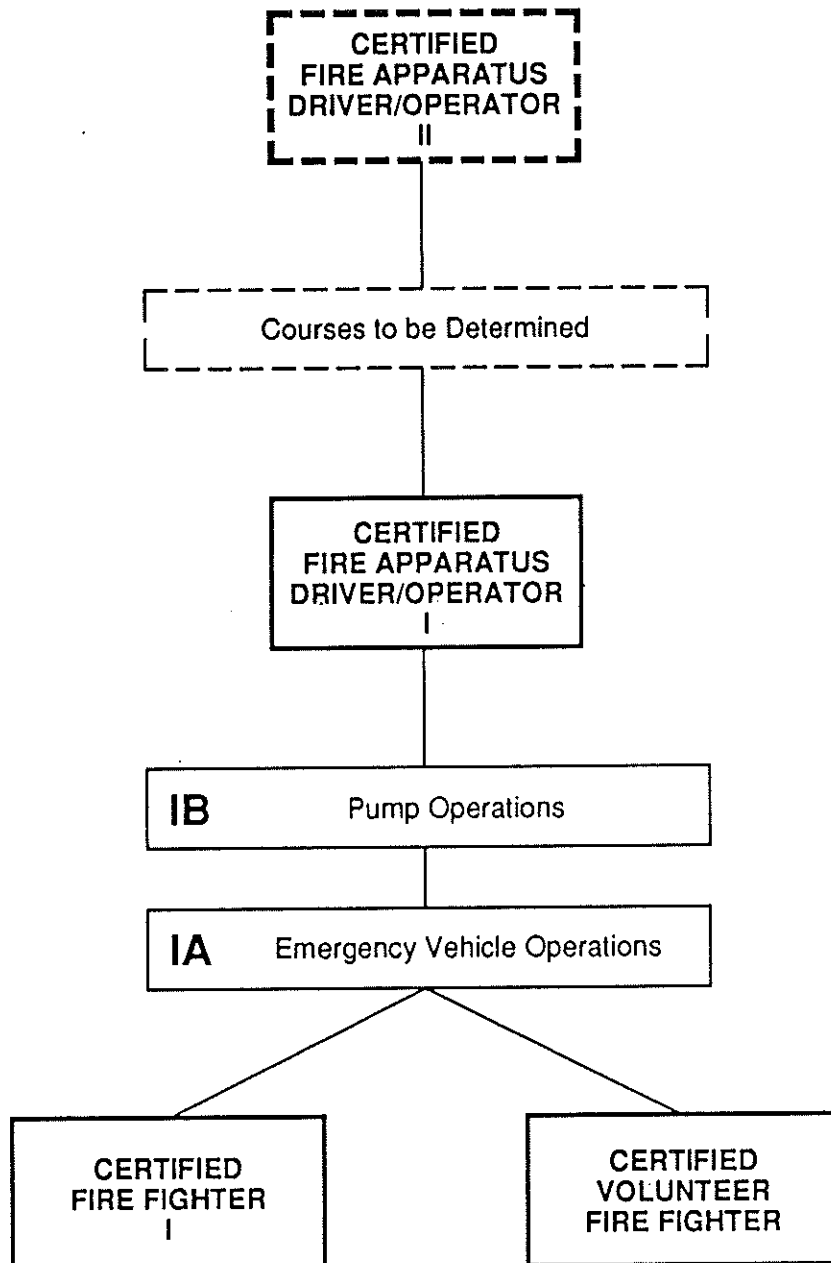 CERTIFIED
FIRE APPARATUS
DRIVER/OPERATOR
II
Courses to be Determined
CERTIFIED
FIRE APPARATUS
DRIVER/OPERATOR
I
IB Pump Operations
IA Emergency Vehicle Operations
CERTIFIED
FIRE FIGHTER
I
CERTIFIED
VOLUNTEER
FIRE FIGHTER